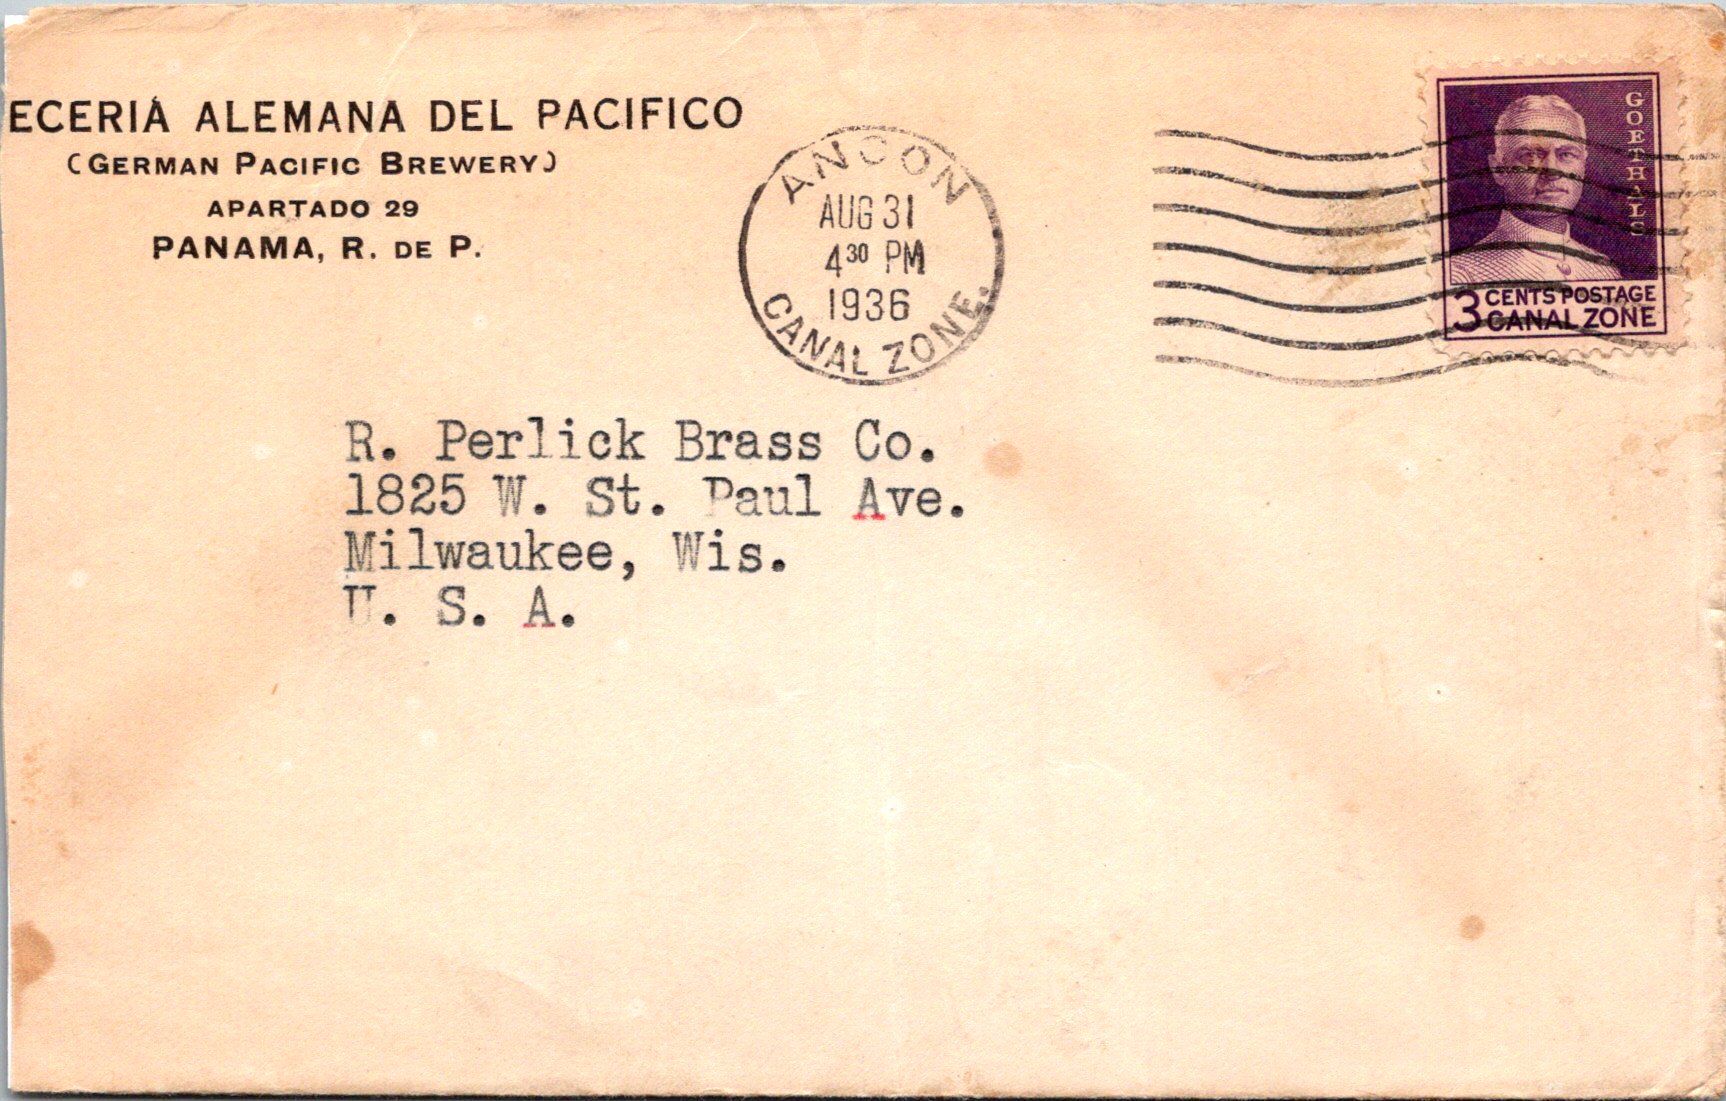 ECERIÁ ALEMANA DEL PACIFICO
(GERMAN PACIFIC BREWERY)
APARTADO 29
PANAMA, R. DE P.
ANCON
AUG 31
4 30 PM
1936
CANAL ZONE.
GOETHALS
3 CENTS POSTAGE
CANAL ZONE
R. Perlick Brass Co.
1825 W. St. Paul Ave.
Milwaukee, Wis.
U. S. A.